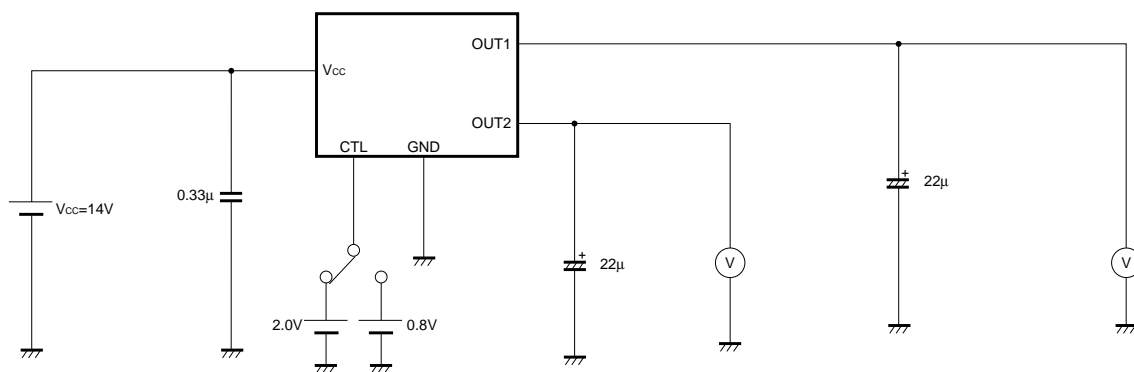 OUT1
Vcc
OUT2
CTL GND
0.33μ
Vcc=14V
+
22μ
+
22μ
V
V
2.0V
0.8V